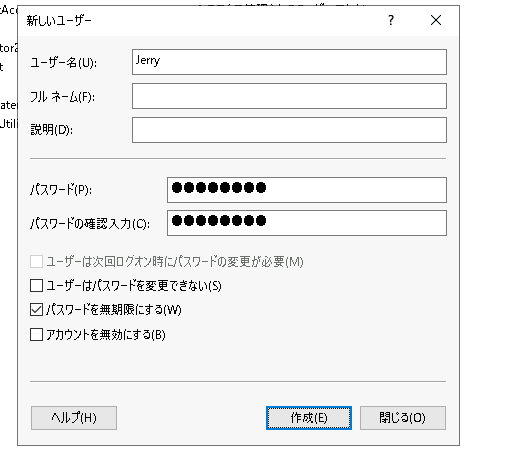 新しいユーザー
ユーザー名(U): Jerry
フル ネーム(F):
説明(D):
パスワード(P): ●●●●●●●●
パスワードの確認入力(C): ●●●●●●●●
ユーザーは次回ログオン時にパスワードの変更が必要(M)
ユーザーはパスワードを変更できない(S)
パスワードを無期限にする(W)
アカウントを無効にする(B)
ヘルプ(H) 作成(E) 閉じる(O)